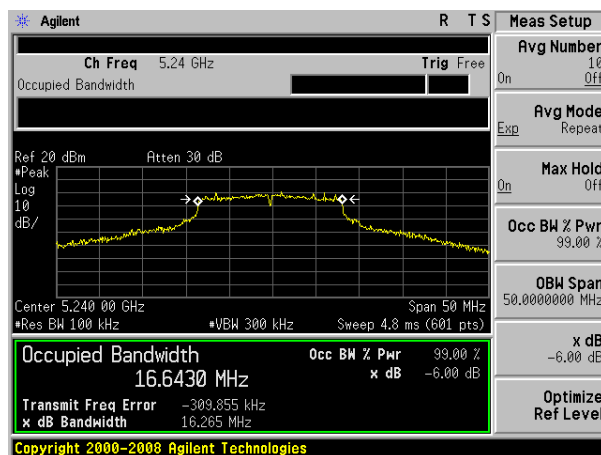 Agilent R T S
Meas Setup
Ch Freq 5.24 GHz Trig Free
Occupied Bandwidth
Ref 20 dBm Atten 30 dB
#Peak
Log
10
dB/
Center 5.240 00 GHz Span 50 MHz
#Res BW 100 kHz #VBW 300 kHz Sweep 4.8 ms (601 pts)
Occupied Bandwidth Occ BW % Pwr 99.00 %
16.6430 MHz x dB -6.00 dB
Transmit Freq Error -309.855 kHz
x dB Bandwidth 16.265 MHz
Copyright 2000-2008 Agilent Technologies
Avg Number
10
On Off
Avg Mode
Exp Repeat
Max Hold
On Off
Occ BW % Pwr
99.00 %
OBW Span
50.0000000 MHz
x dB
-6.00 dB
Optimize
Ref Level